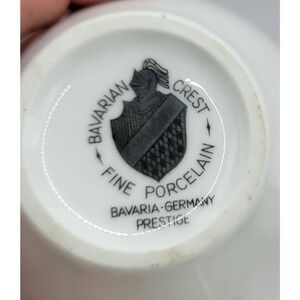 BAVARIAN CREST
FINE PORCELAIN
BAVARIA-GERMANY
PRESTIGE